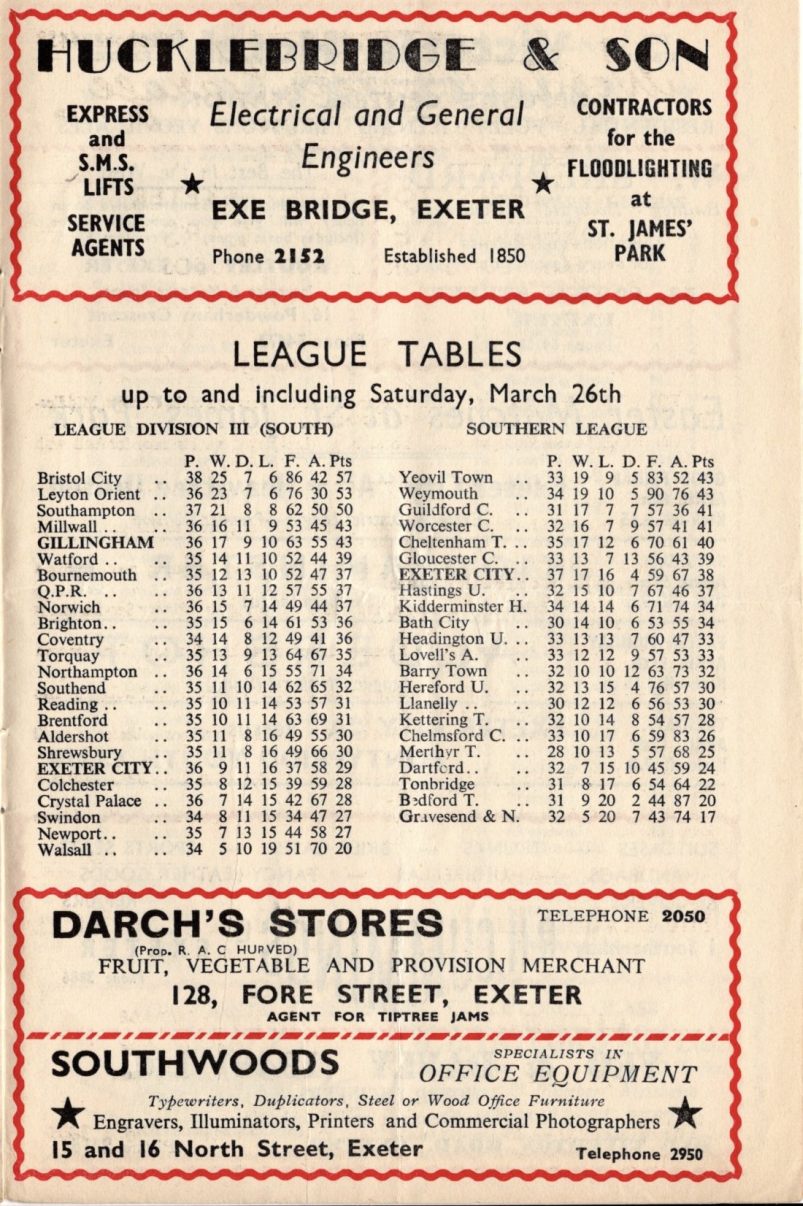 HUCKLEBRIDGE & SON
EXPRESS
and
S.M.S.
LIFTS
SERVICE
AGENTS
Electrical and General
Engineers
★ ★
EXE BRIDGE, EXETER
Phone 2152 Established 1850
CONTRACTORS
for the
FLOODLIGHTING
at
ST. JAMES'
PARK
LEAGUE TABLES
up to and including Saturday, March 26th
LEAGUE DIVISION III (SOUTH)
P. W. D. L. F. A. Pts
Bristol City .. 38 25 7 6 86 42 57
Leyton Orient .. 36 23 7 6 76 30 53
Southampton .. 37 21 8 8 62 50 50
Millwall .. .. 36 16 11 9 53 45 43
GILLINGHAM 36 17 9 10 63 55 43
Watford .. .. 35 14 11 10 52 44 39
Bournemouth .. 35 12 13 10 52 47 37
Q.P.R. .. .. 36 13 11 12 57 55 37
Norwich .. 36 15 7 14 49 44 37
Brighton.. .. 35 15 6 14 61 53 36
Coventry .. 34 14 8 12 49 41 36
Torquay .. 35 13 9 13 64 67 35
Northampton .. 36 14 6 15 55 71 34
Southend .. 35 11 10 14 62 65 32
Reading .. .. 35 10 11 14 53 57 31
Brentford .. 35 10 11 14 63 69 31
Aldershot .. 35 11 8 16 49 55 30
Shrewsbury .. 35 11 8 16 49 66 30
EXETER CITY.. 36 9 11 16 37 58 29
Colchester .. 35 8 12 15 39 59 28
Crystal Palace .. 36 7 14 15 42 67 28
Swindon .. 34 8 11 15 34 47 27
Newport.. .. 35 7 13 15 44 58 27
Walsall .. .. 34 5 10 19 51 70 20
SOUTHERN LEAGUE
P. W. L. D. F. A. Pts
Yeovil Town .. 33 19 9 5 83 52 43
Weymouth .. 34 19 10 5 90 76 43
Guildford C. .. 31 17 7 7 57 36 41
Worcester C. .. 32 16 7 9 57 41 41
Cheltenham T. .. 35 17 12 6 70 61 40
Gloucester C. .. 33 13 7 13 56 43 39
EXETER CITY.. 37 17 16 4 59 67 38
Hastings U. .. 32 15 10 7 67 46 37
Kidderminster H. 34 14 14 6 71 74 34
Bath City .. 30 14 10 6 53 55 34
Headington U. .. 33 13 13 7 60 47 33
Lovell's A. .. 33 12 12 9 57 53 33
Barry Town .. 32 10 10 12 63 73 32
Hereford U. .. 32 13 15 4 76 57 30
Llanelly .. .. 30 12 12 6 56 53 30
Kettering T. .. 32 10 14 8 54 57 28
Chelmsford C. .. 33 10 17 6 59 83 26
Merthyr T. .. 28 10 13 5 57 68 25
Dartford.. .. 32 7 15 10 45 59 24
Tonbridge .. 31 8 17 6 54 64 22
Bedford T. .. 31 9 20 2 44 87 20
Gravesend & N. 32 5 20 7 43 74 17
DARCH'S STORES TELEPHONE 2050
(Prop. R. A. C HURVED)
FRUIT, VEGETABLE AND PROVISION MERCHANT
128, FORE STREET, EXETER
AGENT FOR TIPTREE JAMS
SOUTHWOODS SPECIALISTS IN
OFFICE EQUIPMENT
Typewriters, Duplicators, Steel or Wood Office Furniture
★ Engravers, Illuminators, Printers and Commercial Photographers ★
15 and 16 North Street, Exeter Telephone 2950